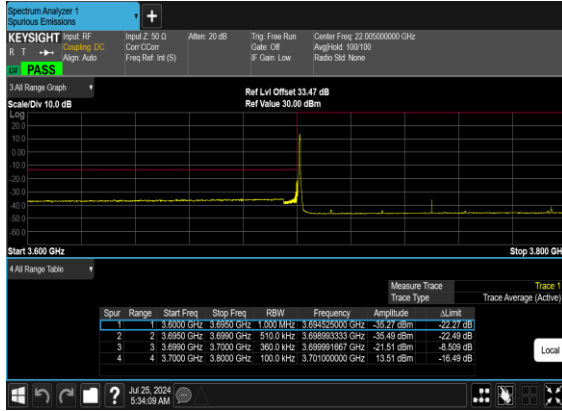 Spectrum Analyzer 1
Spurious Emissions
+
KEYSIGHT Input: RF Input Z: 50 Ω Atten: 20 dB Trig: Free Run Center Freq: 22.005000000 GHz
R T Coupling: DC Corr CCorr Gate: Off Avg|Hold: 100/100
Align: Auto Freq Ref: Int (S) IF Gain: Low Radio Std: None
PASS
3 All Range Graph
Ref Lvl Offset 33.47 dB
Scale/Div 10.0 dB Ref Value 30.00 dBm
Log
20.0
10.0
0.00
-10.0
-20.0
-30.0
-40.0
-50.0
-60.0
Start 3.600 GHz Stop 3.800 GH
4 All Range Table
Measure Trace Trace 1
Trace Type Trace Average (Active)
Spur Range Start Freq Stop Freq RBW Frequency Amplitude ΔLimit
1 1 3.6000 GHz 3.6950 GHz 1.000 MHz 3.694525000 GHz -35.27 dBm -22.27 dB
2 2 3.6950 GHz 3.6990 GHz 510.0 kHz 3.698993333 GHz -35.49 dBm -22.49 dB
3 3 3.6990 GHz 3.7000 GHz 360.0 kHz 3.699991667 GHz -21.51 dBm -8.509 dB
4 4 3.7000 GHz 3.8000 GHz 100.0 kHz 3.701000000 GHz 13.51 dBm -16.49 dB
Local
? Jul 25, 2024
5:34:09 AM